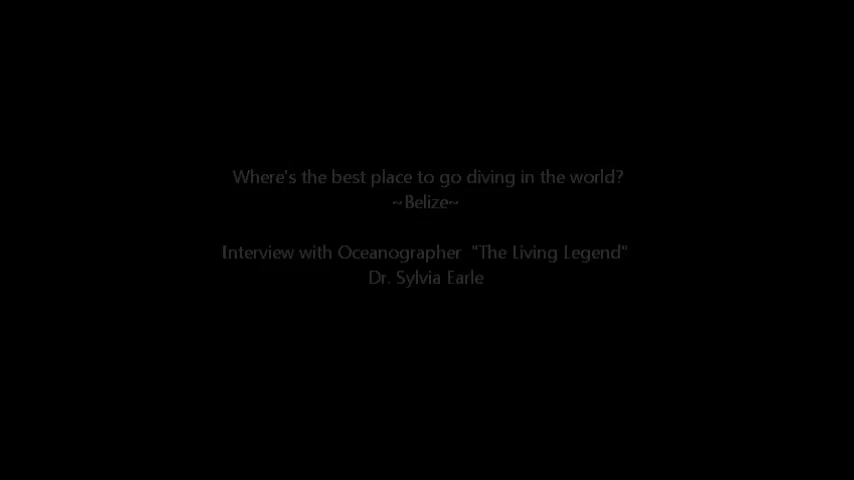 Where's the best place to go diving in the world?
~Belize~
Interview with Oceanographer "The Living Legend"
Dr. Sylvia Earle